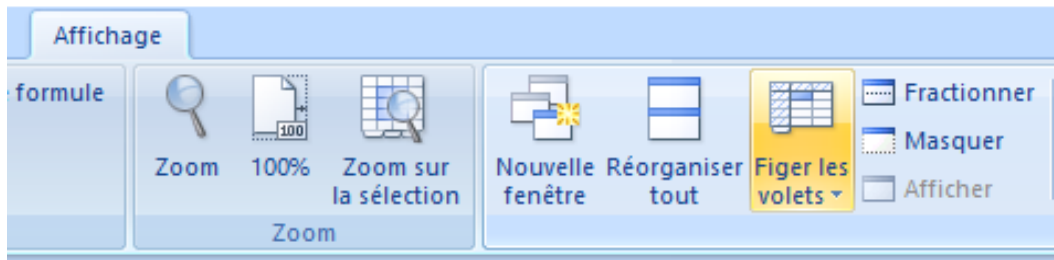 Affichage
formule
100
Zoom
100%
Zoom sur
la sélection
Zoom
Nouvelle
fenêtre
Réorganiser
tout
Figer les
volets
Fractionner
Masquer
Afficher